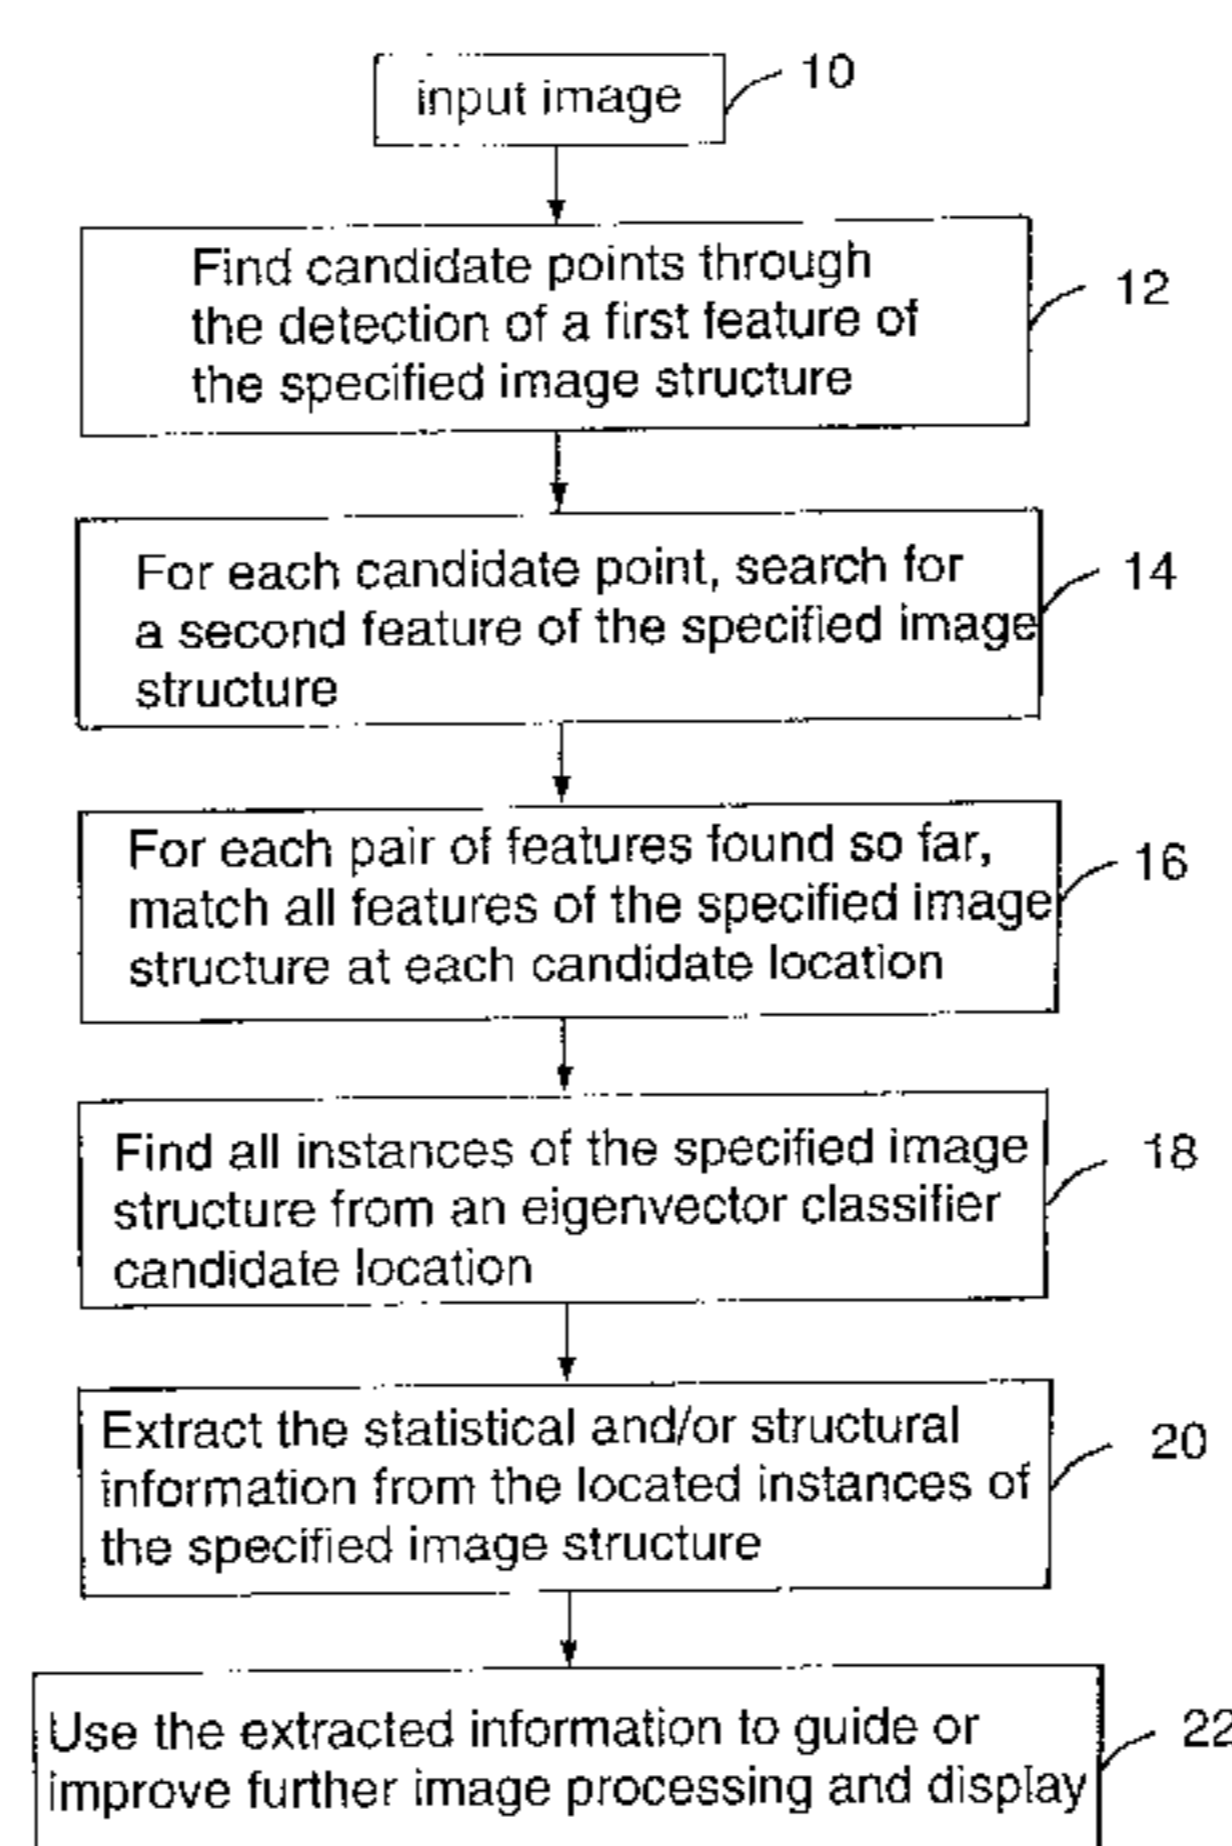 input image
10
Find candidate points through
the detection of a first feature of
the specified image structure
12
For each candidate point, search for
a second feature of the specified image
structure
14
For each pair of features found so far,
match all features of the specified image
structure at each candidate location
16
Find all instances of the specified image
structure from an eigenvector classifier
candidate location
18
Extract the statistical and/or structural
information from the located instances of
the specified image structure
20
Use the extracted information to guide or
improve further image processing and display
22